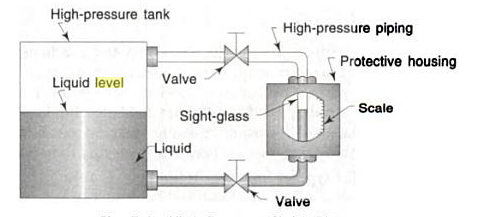 High-pressure tank
High-pressure piping
Protective housing
Liquid level
Valve
Scale
Sight-glass
Liquid
Valve